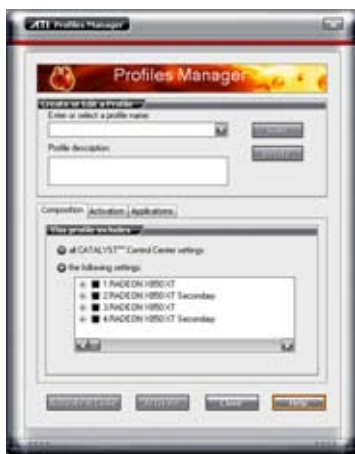 ATI Profiles Manager
Profiles Manager
Create or Edit a Profile
Enter or select a profile name:
Profile description:
Composition Activation Applications
This profile includes
all CATALYST™ Control Center settings
the following settings:
1.RADEON X850 XT
2.RADEON X850 XT Secondary
3.RADEON X850 XT
4.RADEON X850 XT Secondary
Activate
Close
Help